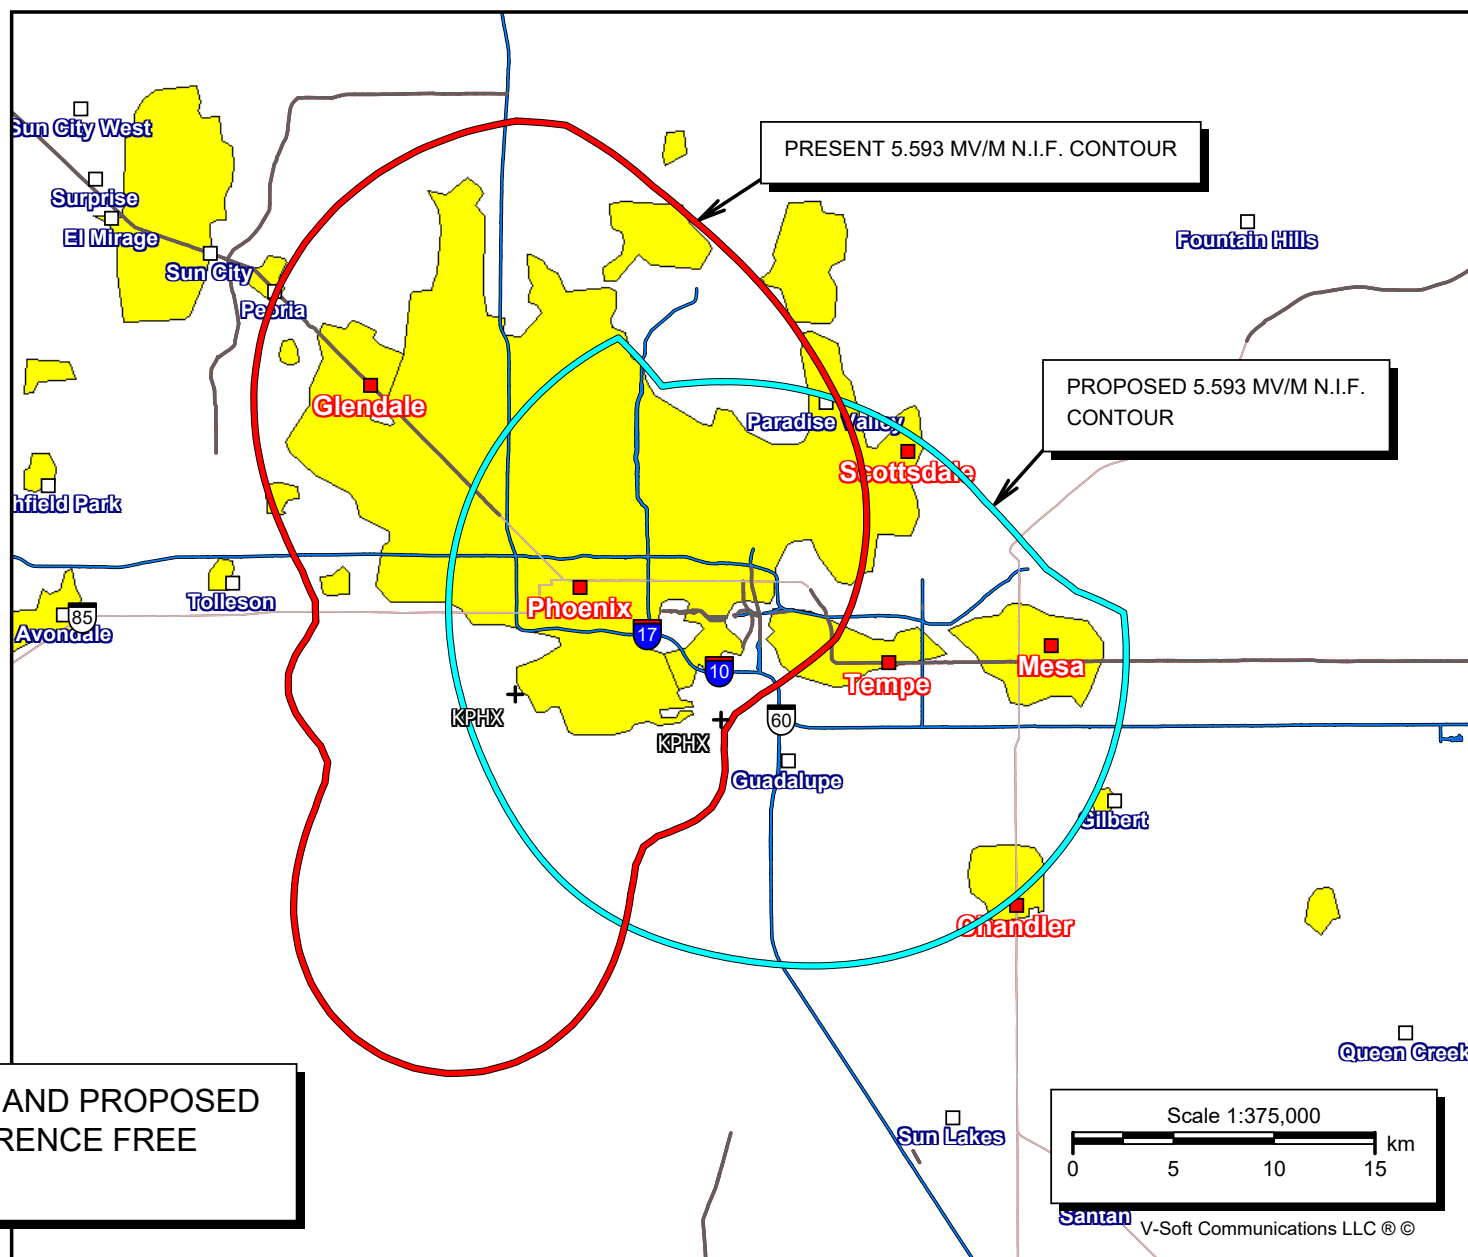 Sun City West
PRESENT 5.593 MV/M N.I.F. CONTOUR
Surprise
El Mirage
Fountain Hills
Sun City
Peoria
PROPOSED 5.593 MV/M N.I.F.
CONTOUR
Glendale
Paradise Valley
Scottsdale
hfield Park
Tolleson
Phoenix
85
Avondale
17
Mesa
10
Tempe
KPHX
60
KPHX
Guadalupe
Gilbert
Chandler
Queen Creek
AND PROPOSED
RENCE FREE
Scale 1:375,000
km
0 5 10 15
Sun Lakes
Santan
V-Soft Communications LLC ® ©